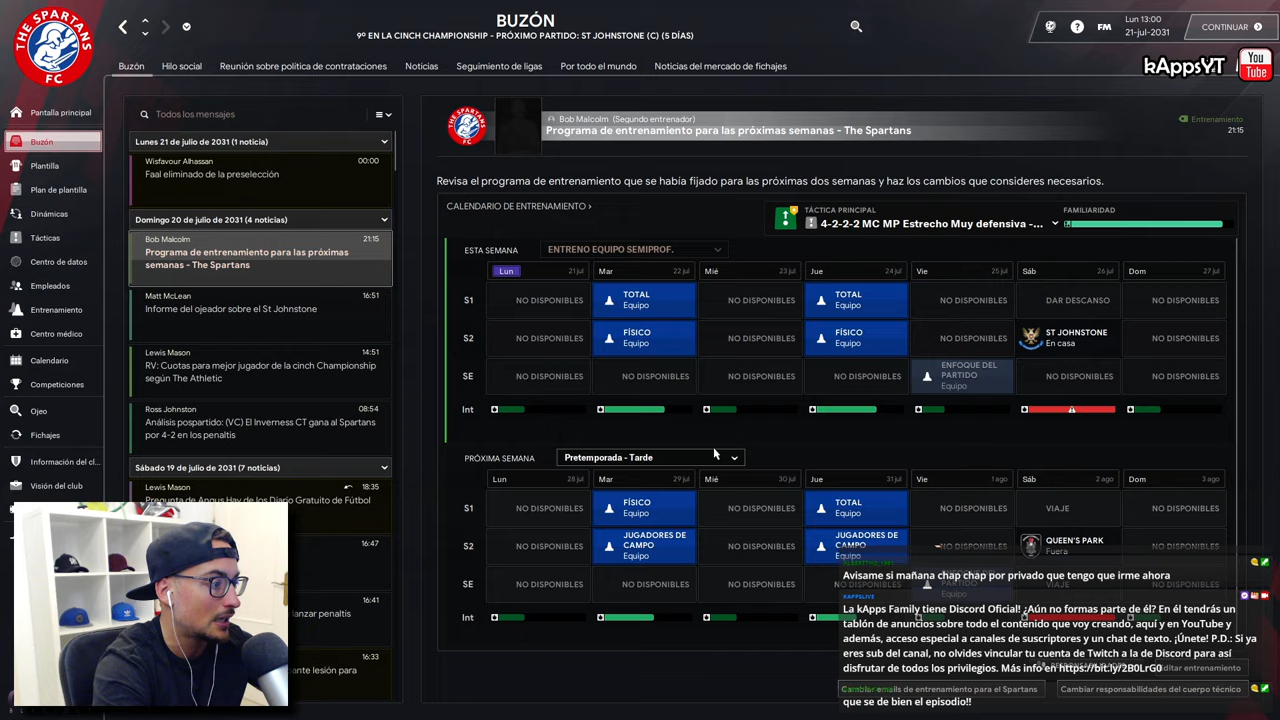 THE SPARTANS
FC
BUZÓN
9º EN LA CINCH CHAMPIONSHIP - PRÓXIMO PARTIDO: ST JOHNSTONE (C) (5 DÍAS)
FM
Lun 13:00
21-jul-2031
CONTINUAR
kAppsYT
You
Tube
Buzón
Hilo social
Reunión sobre política de contrataciones
Noticias
Seguimiento de ligas
Por todo el mundo
Noticias del mercado de fichajes
Pantalla principal
Buzón
Plantilla
Plan de plantilla
Dinámicas
Tácticas
Centro de datos
Empleados
Entrenamiento
Centro médico
Calendario
Competiciones
Ojeo
Fichajes
Información del cl...
Visión del club
Todos los mensajes
Lunes 21 de julio de 2031 (1 noticia)
Wisfavour Alhassan 00:00
Faal eliminado de la preselección
Domingo 20 de julio de 2031 (4 noticias)
Bob Malcolm 21:15
Programa de entrenamiento para las próximas
semanas - The Spartans
Matt McLean 16:51
Informe del ojeador sobre el St Johnstone
Lewis Mason 14:51
RV: Cuotas para mejor jugador de la cinch Championship
según The Athletic
Ross Johnston 08:54
Análisis pospartido: (VC) El Inverness CT gana al Spartans
por 4-2 en los penaltis
Sábado 19 de julio de 2031 (7 noticias)
Lewis Mason 18:35
Pregunta de Angus Hay de los Diario Gratuito de Fútbol
16:47
anzar penaltis
16:41
16:33
cante lesión para
Bob Malcolm (Segundo entrenador)
Programa de entrenamiento para las próximas semanas - The Spartans
Entrenamiento
21:15
Revisa el programa de entrenamiento que se había fijado para las próximas dos semanas y haz los cambios que consideres necesarios.
CALENDARIO DE ENTRENAMIENTO >
TÁCTICA PRINCIPAL
4-2-2-2 MC MP Estrecho Muy defensiva -...
FAMILIARIDAD
ESTA SEMANA ENTRENO EQUIPO SEMIPROF.
Lun 21 jul Mar 22 jul Mié 23 jul Jue 24 jul Vie 25 jul Sáb 26 jul Dom 27 jul
S1 NO DISPONIBLES TOTAL Equipo NO DISPONIBLES TOTAL Equipo NO DISPONIBLES DAR DESCANSO NO DISPONIBLES
S2 NO DISPONIBLES FÍSICO Equipo NO DISPONIBLES FÍSICO Equipo NO DISPONIBLES ST JOHNSTONE En casa NO DISPONIBLES
SE NO DISPONIBLES NO DISPONIBLES NO DISPONIBLES NO DISPONIBLES ENFOQUE DEL PARTIDO Equipo NO DISPONIBLES NO DISPONIBLES
Int
PRÓXIMA SEMANA Pretemporada - Tarde
Lun 28 jul Mar 29 jul Mié 30 jul Jue 31 jul Vie 1 ago Sáb 2 ago Dom 3 ago
S1 NO DISPONIBLES FÍSICO Equipo NO DISPONIBLES TOTAL Equipo NO DISPONIBLES VIAJE NO DISPONIBLES
S2 NO DISPONIBLES JUGADORES DE CAMPO Equipo NO DISPONIBLES JUGADORES DE CAMPO Equipo NO DISPONIBLES QUEEN'S PARK Fuera NO DISPONIBLES
SE NO DISPONIBLES NO DISPONIBLES NO DISPONIBLES
Int
Avisame si mañana chap chap por privado que tengo que irme ahora
KAPPSLIVE
La kApps Family tiene Discord Oficial! ¿Aún no formas parte de él? En él tendrás un
tablón de anuncios sobre todo el contenido que voy creando, aquí y en YouTube y
además, acceso especial a canales de suscriptores y un chat de texto. ¡Únete! P.D.: Si ya
eres sub del canal, no olvides vincular tu cuenta de Twitch a la de Discord para así
disfrutar de todos los privilegios. Más info en https://bit.ly/2B0LrG0
ditar entrenamiento
Cambiar emails de entrenamiento para el Spartans
Cambiar responsabilidades del cuerpo técnico
que se de bien el episodio!!